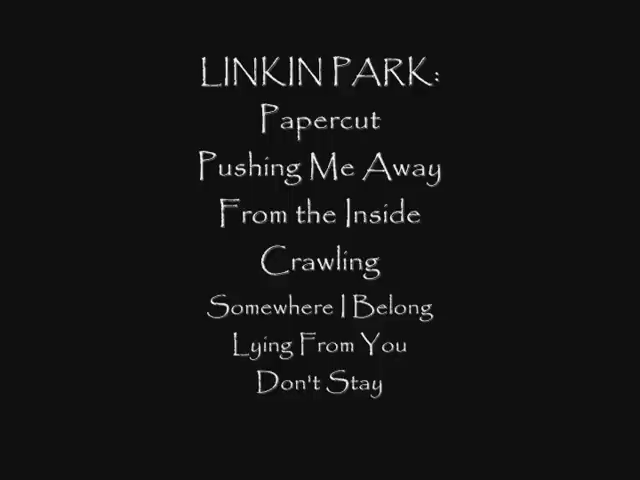 LINKIN PARK:
Papercut
Pushing Me Away
From the Inside
Crawling
Somewhere I Belong
Lying From You
Don't Stay